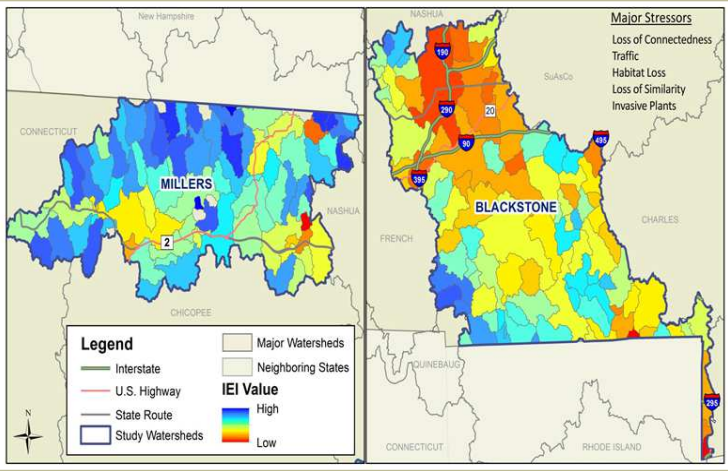 New Hampshire
CONNECTICUT
MILLERS
NASHUA
2
CHICOPEE
Legend
Interstate
U.S. Highway
State Route
Study Watersheds
Major Watersheds
Neighboring States
IEI Value
High
Low
N
NASHUA
190
SuAsCo
290
20
90
495
395
BLACKSTONE
FRENCH
CHARLES
QUINEBAUG
295
CONNECTICUT
RHODE ISLAND
Major Stressors
Loss of Connectedness
Traffic
Habitat Loss
Loss of Similarity
Invasive Plants